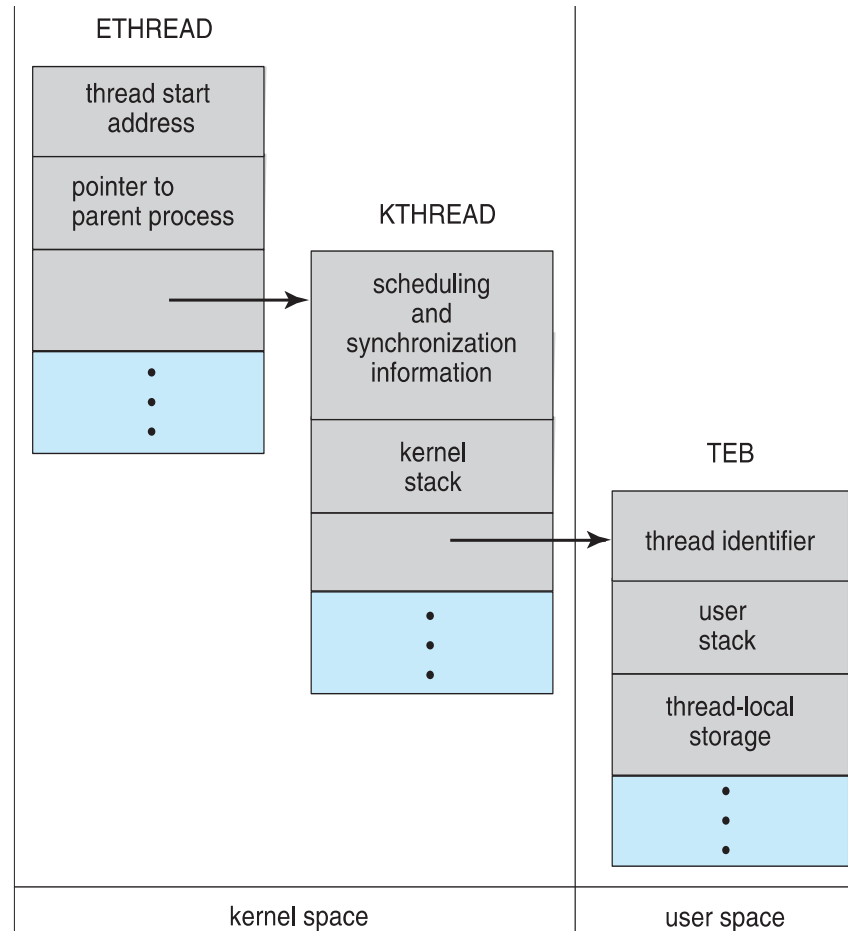 ETHREAD
thread start
address
pointer to
parent process
KTHREAD
scheduling
and
synchronization
information
kernel
stack
TEB
thread identifier
user
stack
thread-local
storage
kernel space
user space